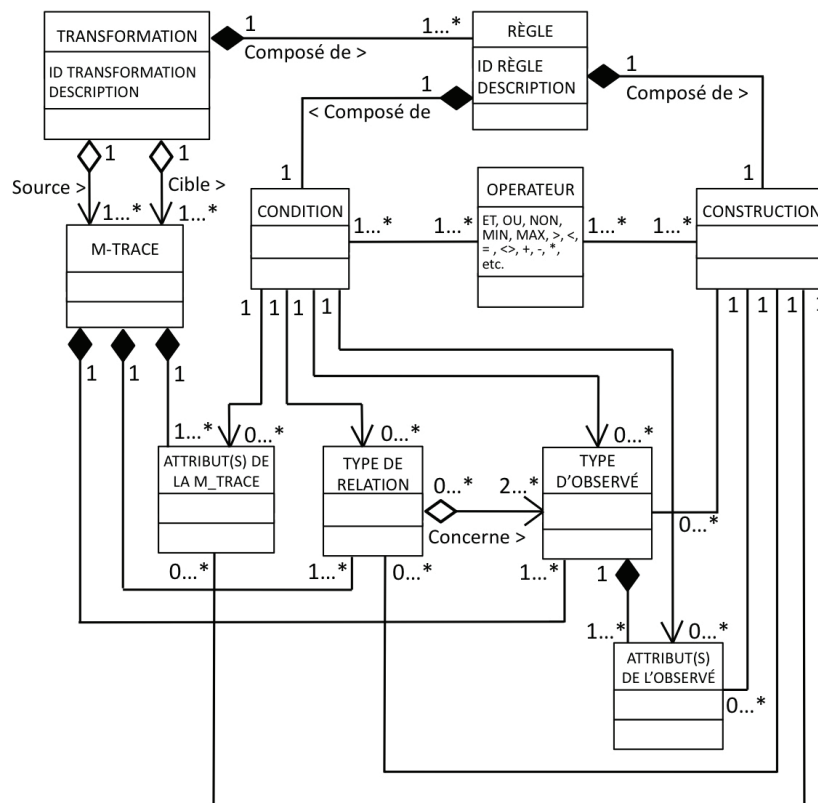 TRANSFORMATION
ID TRANSFORMATION
DESCRIPTION
1
1...*
Composé de >
RÈGLE
ID RÈGLE
DESCRIPTION
1
Composé de >
1
< Composé de
1
1
Source >
Cible >
1...*
1...*
1
1
M-TRACE
CONDITION
1...*
1...*
OPERATEUR
ET, OU, NON,
MIN, MAX, >, <,
= , <>, +, -, *,
etc.
1...*
1...*
CONSTRUCTION
1
1
1
1
1
1
1
1
1
1
1
1...*
0...*
0...*
0...*
ATTRIBUT(S) DE
LA M_TRACE
TYPE DE
RELATION
0...*
2...*
Concerne >
TYPE
D'OBSERVÉ
0...*
0...*
1...*
0...*
1...*
1
1...*
0...*
ATTRIBUT(S)
DE L'OBSERVÉ
0...*